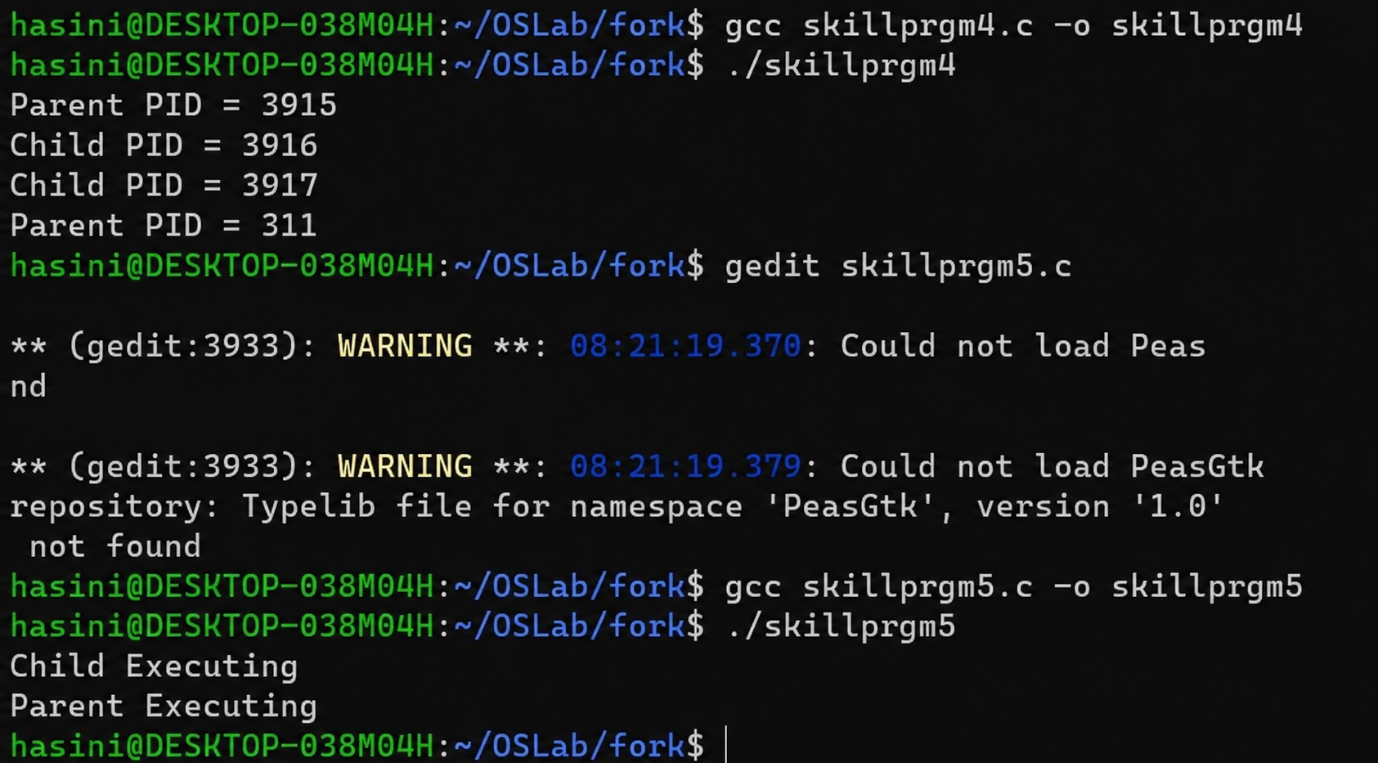 hasini@DESKTOP-038M04H:~/OSLab/fork$ gcc skillprgm4.c -o skillprgm4
hasini@DESKTOP-038M04H:~/OSLab/fork$ ./skillprgm4
Parent PID = 3915
Child PID = 3916
Child PID = 3917
Parent PID = 311
hasini@DESKTOP-038M04H:~/OSLab/fork$ gedit skillprgm5.c
** (gedit:3933): WARNING **: 08:21:19.370: Could not load Peas
nd
** (gedit:3933): WARNING **: 08:21:19.379: Could not load PeasGtk
repository: Typelib file for namespace 'PeasGtk', version '1.0'
 not found
hasini@DESKTOP-038M04H:~/OSLab/fork$ gcc skillprgm5.c -o skillprgm5
hasini@DESKTOP-038M04H:~/OSLab/fork$ ./skillprgm5
Child Executing
Parent Executing
hasini@DESKTOP-038M04H:~/OSLab/fork$